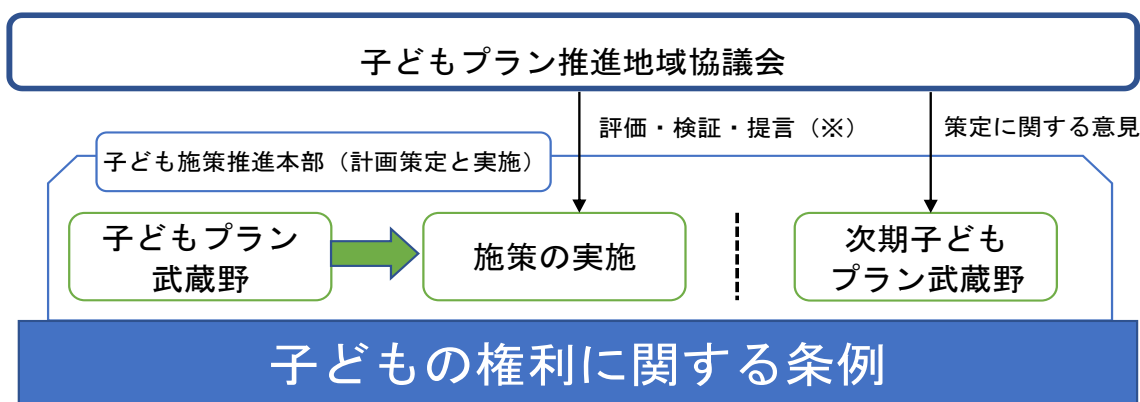 子どもプラン推進地域協議会
評価・検証・提言（※）
策定に関する意見
子ども施策推進本部（計画策定と実施）
子どもプラン
武蔵野
施策の実施
次期子ども
プラン武蔵野
子どもの権利に関する条例